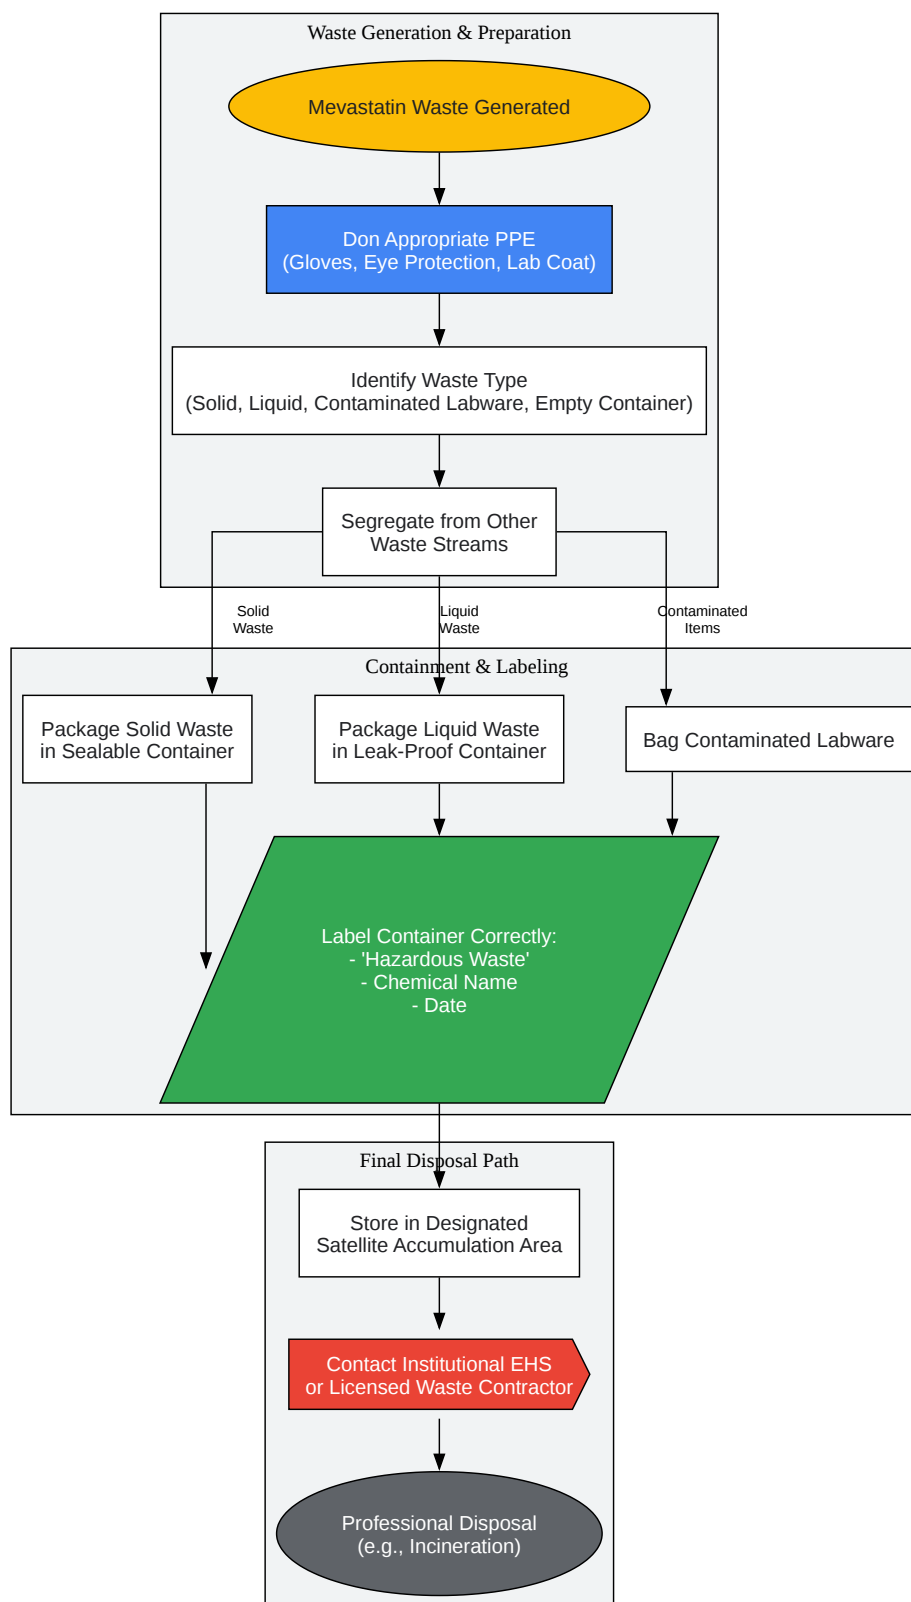 Waste Generation & Preparation
Mevastatin Waste Generated
Don Appropriate PPE
(Gloves, Eye Protection, Lab Coat)
Identify Waste Type
(Solid, Liquid, Contaminated Labware, Empty Container)
Segregate from Other
Waste Streams
Solid
Waste
Liquid
Waste
Contaminated
Items
Containment & Labeling
Package Solid Waste
in Sealable Container
Package Liquid Waste
in Leak-Proof Container
Bag Contaminated Labware
Label Container Correctly:
- 'Hazardous Waste'
- Chemical Name
- Date
Final Disposal Path
Store in Designated
Satellite Accumulation Area
Contact Institutional EHS
or Licensed Waste Contractor
Professional Disposal
(e.g., Incineration)